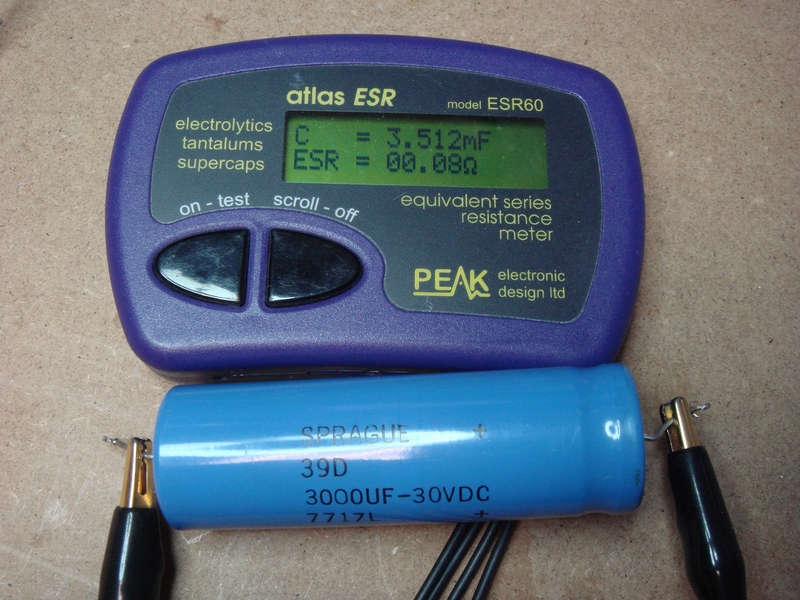 atlas ESR
model ESR60
electrolytics
tantalums
supercaps
C = 3.512mF
ESR = 00.08Ω
on - test
scroll - off
equivalent series
resistance
meter
PEAK
electronic
design ltd
SPRAGUE +
39D
3000UF-30VDC
7717L +